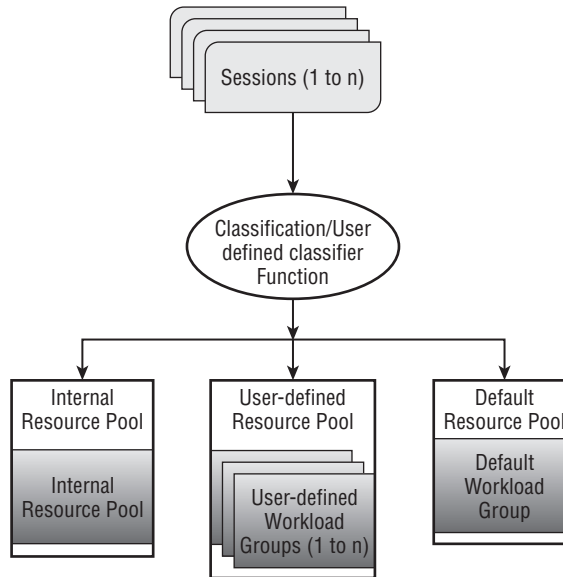 Sessions (1 to n)
Classification/User
defined classifier
Function
Internal
Resource Pool
Internal
Resource Pool
User-defined
Resource Pool
User-defined
Workload
Groups (1 to n)
Default
Resource Pool
Default
Workload
Group